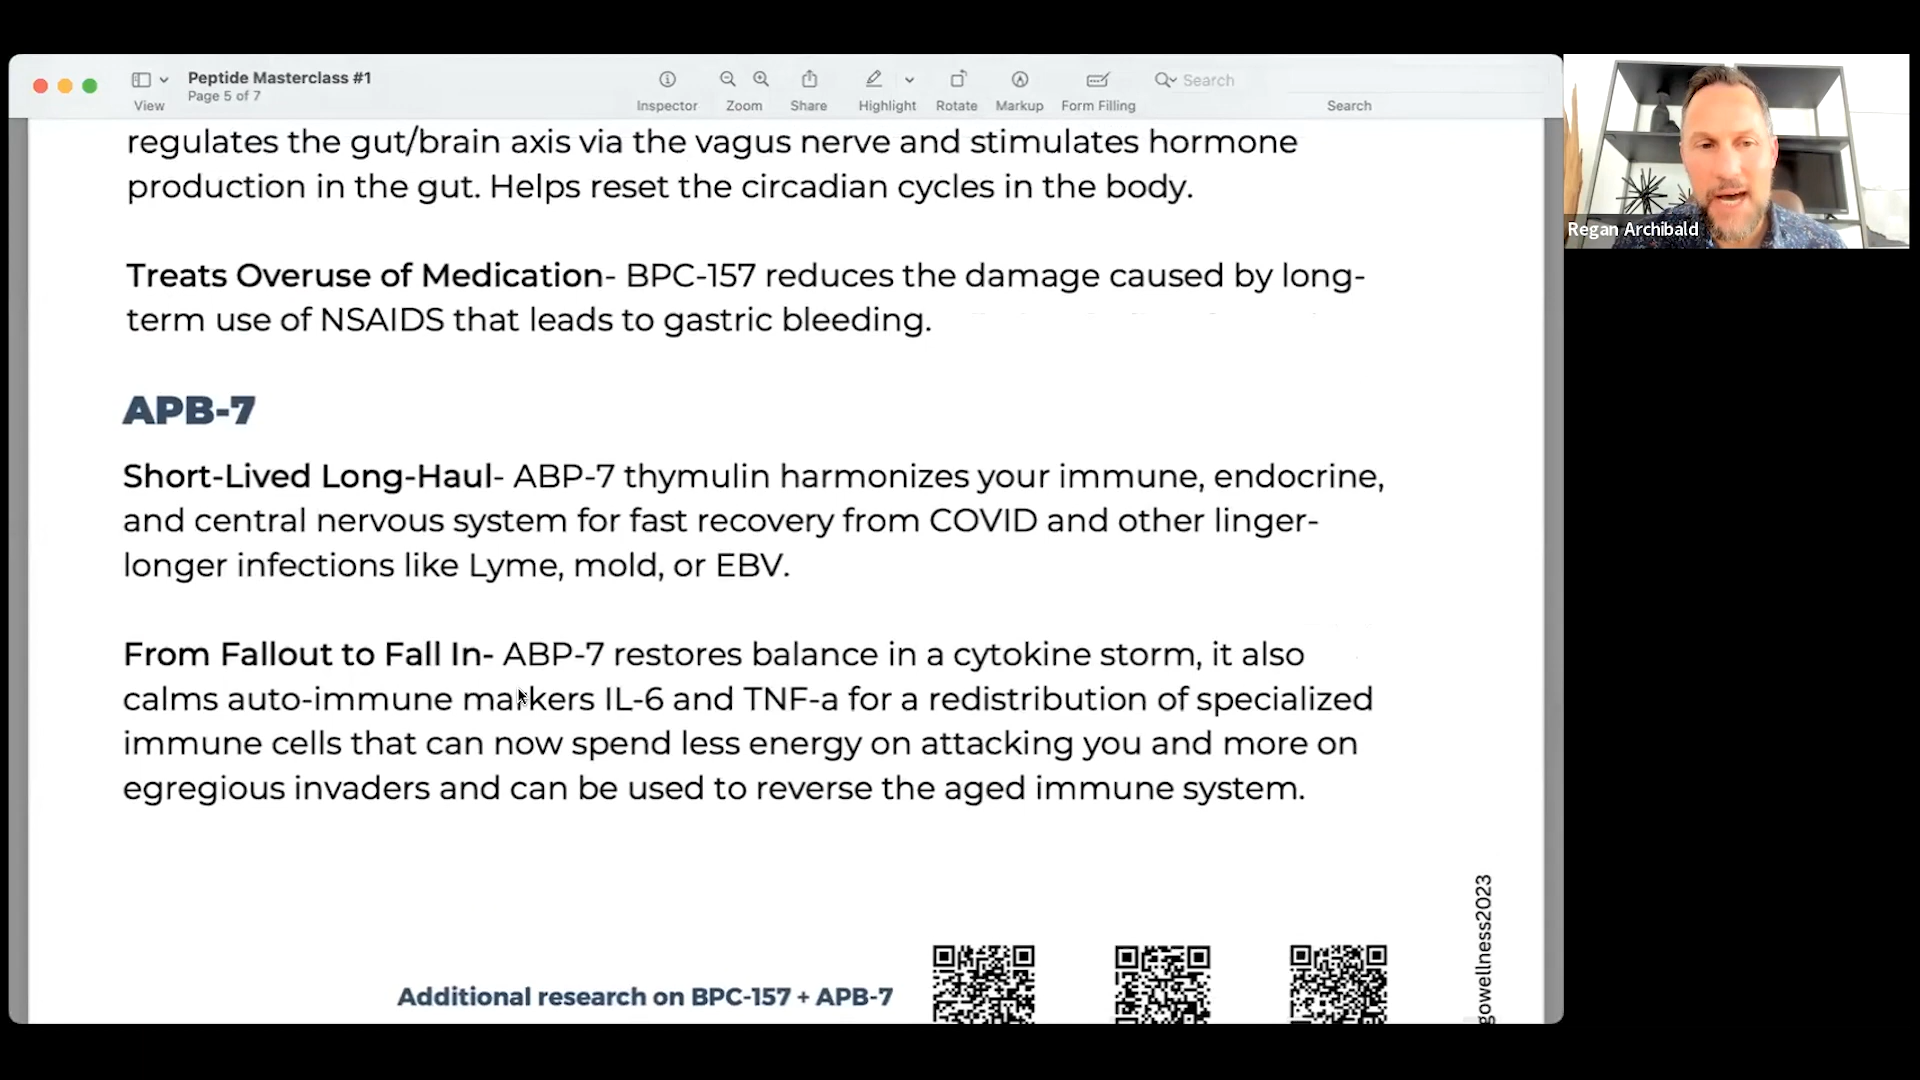 Peptide Masterclass #1
Page 5 of 7
View
Inspector
Zoom
Share
Highlight
Rotate
Markup
Form Filling
Search
Search
Regan Archibald
regulates the gut/brain axis via the vagus nerve and stimulates hormone
production in the gut. Helps reset the circadian cycles in the body.
Treats Overuse of Medication- BPC-157 reduces the damage caused by long-
term use of NSAIDS that leads to gastric bleeding.
APB-7
Short-Lived Long-Haul- ABP-7 thymulin harmonizes your immune, endocrine,
and central nervous system for fast recovery from COVID and other linger-
longer infections like Lyme, mold, or EBV.
From Fallout to Fall In- ABP-7 restores balance in a cytokine storm, it also
calms auto-immune markers IL-6 and TNF-a for a redistribution of specialized
immune cells that can now spend less energy on attacking you and more on
egregious invaders and can be used to reverse the aged immune system.
Additional research on BPC-157 + APB-7
gowellness2023